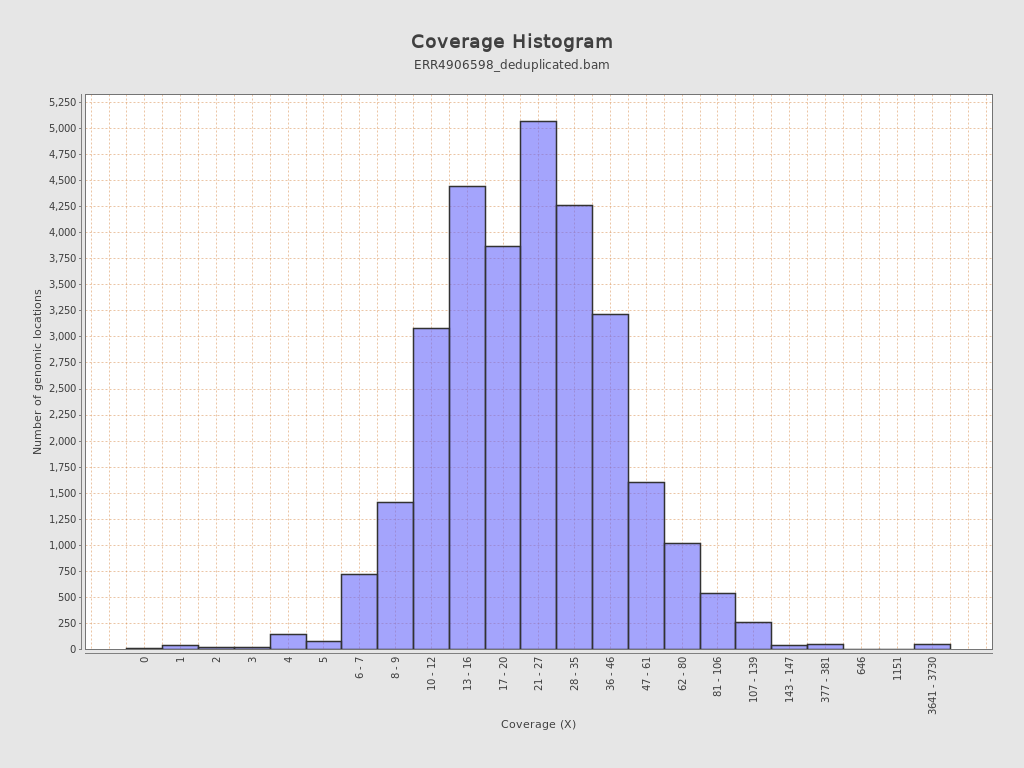 Coverage Histogram
ERR4906598_deduplicated.bam
Number of genomic locations
5,250
5,000
4,750
4,500
4,250
4,000
3,750
3,500
3,250
3,000
2,750
2,500
2,250
2,000
1,750
1,500
1,250
1,000
750
500
250
0
0
1
2
3
4
5
6 - 7
8 - 9
10 - 12
13 - 16
17 - 20
21 - 27
28 - 35
36 - 46
47 - 61
62 - 80
81 - 106
107 - 139
143 - 147
377 - 381
646
1151
3641 - 3730
Coverage (X)